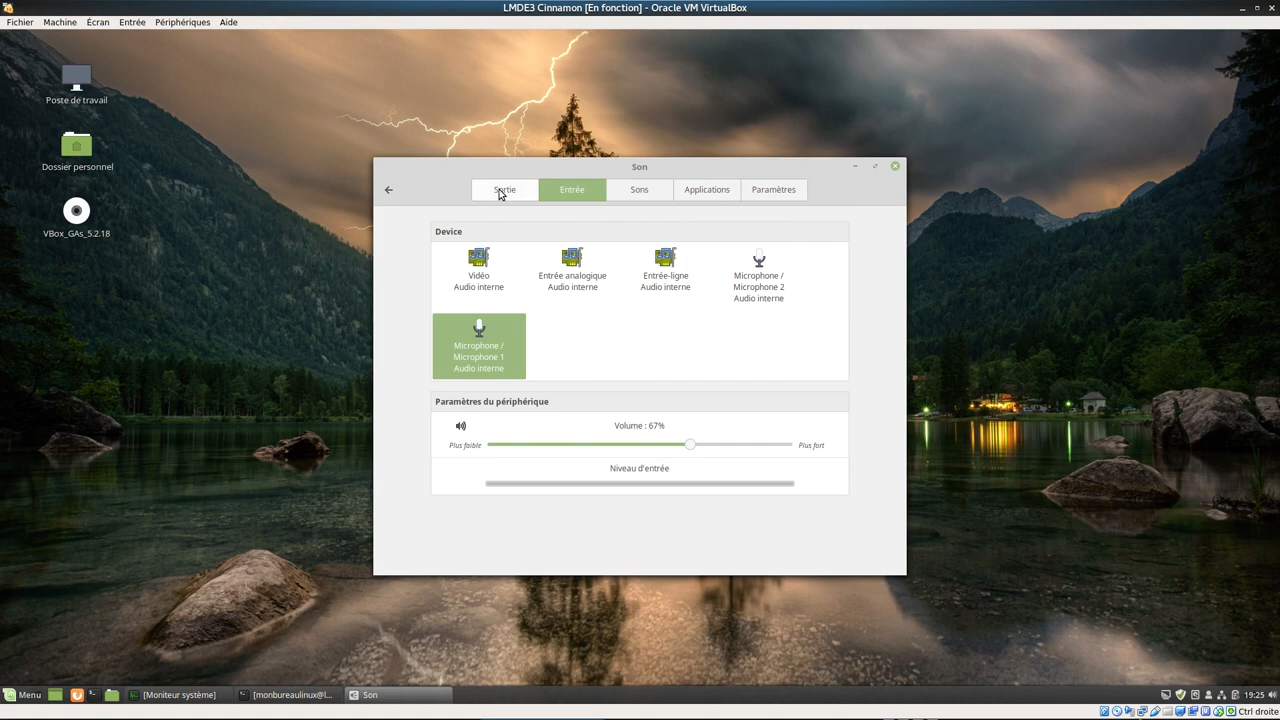 LMDE3 Cinnamon [En fonction] - Oracle VM VirtualBox
Fichier Machine Écran Entrée Périphériques Aide
Poste de travail
Dossier personnel
VBox_GAs_5.2.18
Son
Sortie Entrée Sons Applications Paramètres
Device
Vidéo
Audio interne
Entrée analogique
Audio interne
Entrée-ligne
Audio interne
Microphone /
Microphone 2
Audio interne
Microphone /
Microphone 1
Audio interne
Paramètres du périphérique
Volume : 67%
Plus faible Plus fort
Niveau d'entrée
Menu [Moniteur système] [monbureaulinux@l... Son 19:25
Ctrl droite